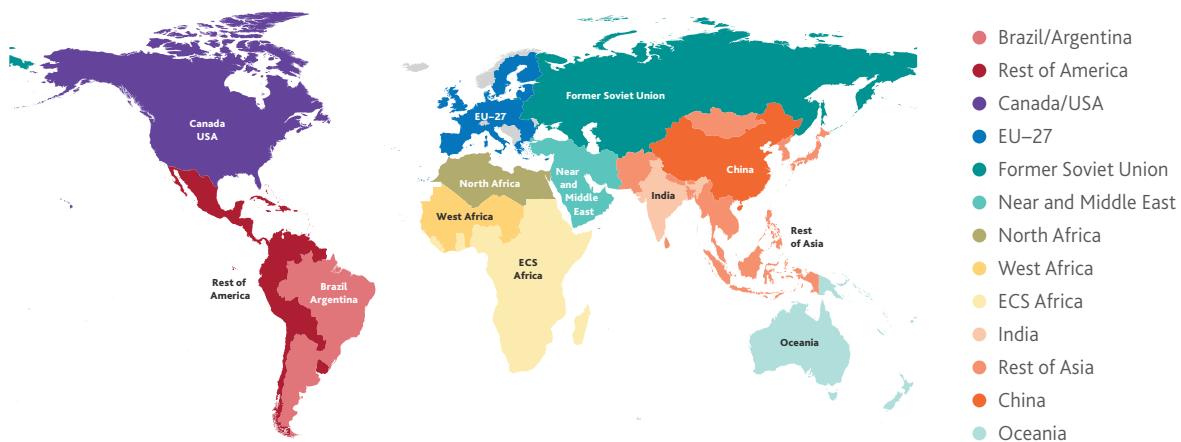 Canada
USA
Former Soviet Union
EU–27
China
North Africa
Near
and
Middle
East
India
West Africa
Rest
of Asia
ECS
Africa
Rest of
America
Brazil
Argentina
Oceania
Brazil/Argentina
Rest of America
Canada/USA
EU–27
Former Soviet Union
Near and Middle East
North Africa
West Africa
ECS Africa
India
Rest of Asia
China
Oceania